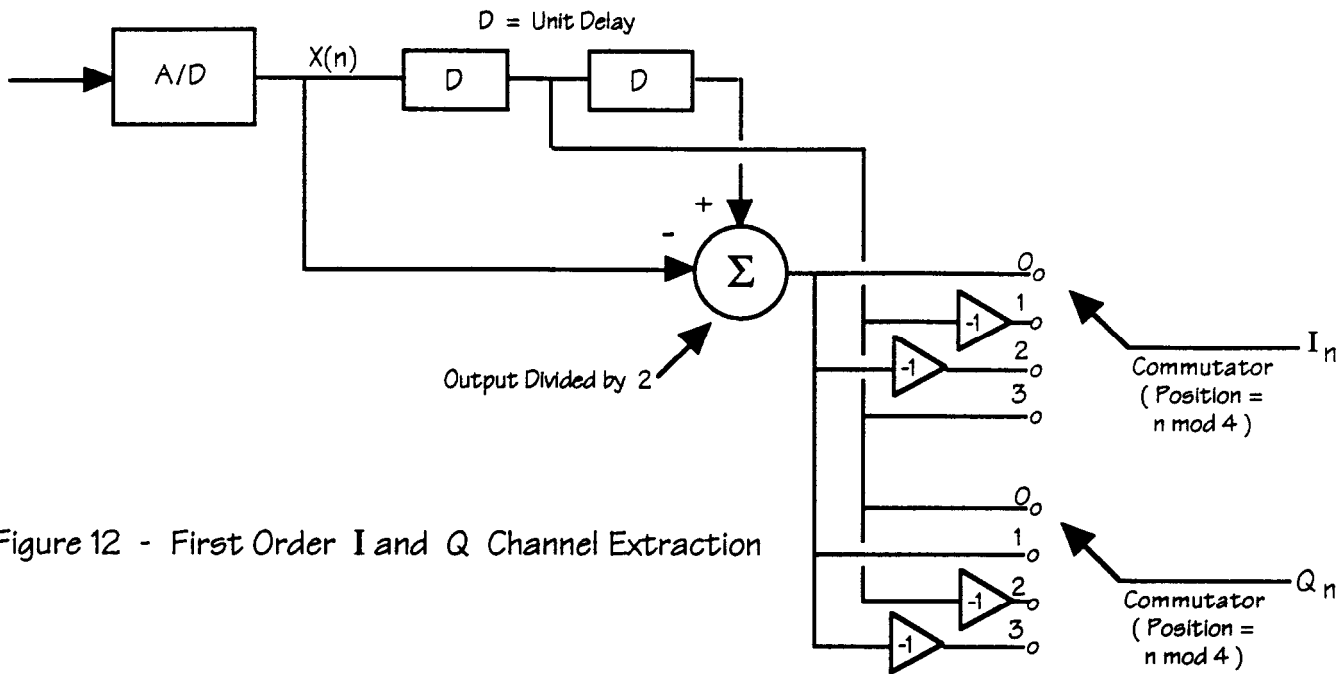 D = Unit Delay
A/D
X(n)
D
D
+
-
Σ
Output Divided by 2
0
1
-1
2
-1
3
I n
Commutator
( Position =
n mod 4 )
0
1
2
-1
3
-1
Q n
Commutator
( Position =
n mod 4 )
Figure 12 - First Order I and Q Channel Extraction